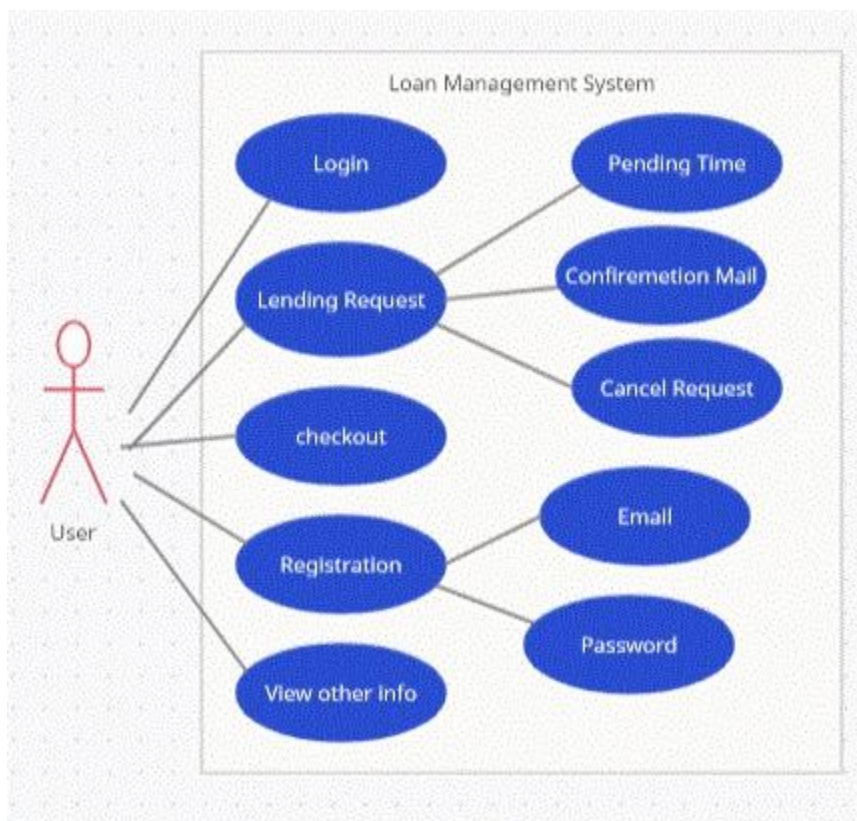 Loan Management System
Login
Pending Time
Lending Request
Confiremetion Mail
Cancel Request
checkout
Email
User
Registration
Password
View other info